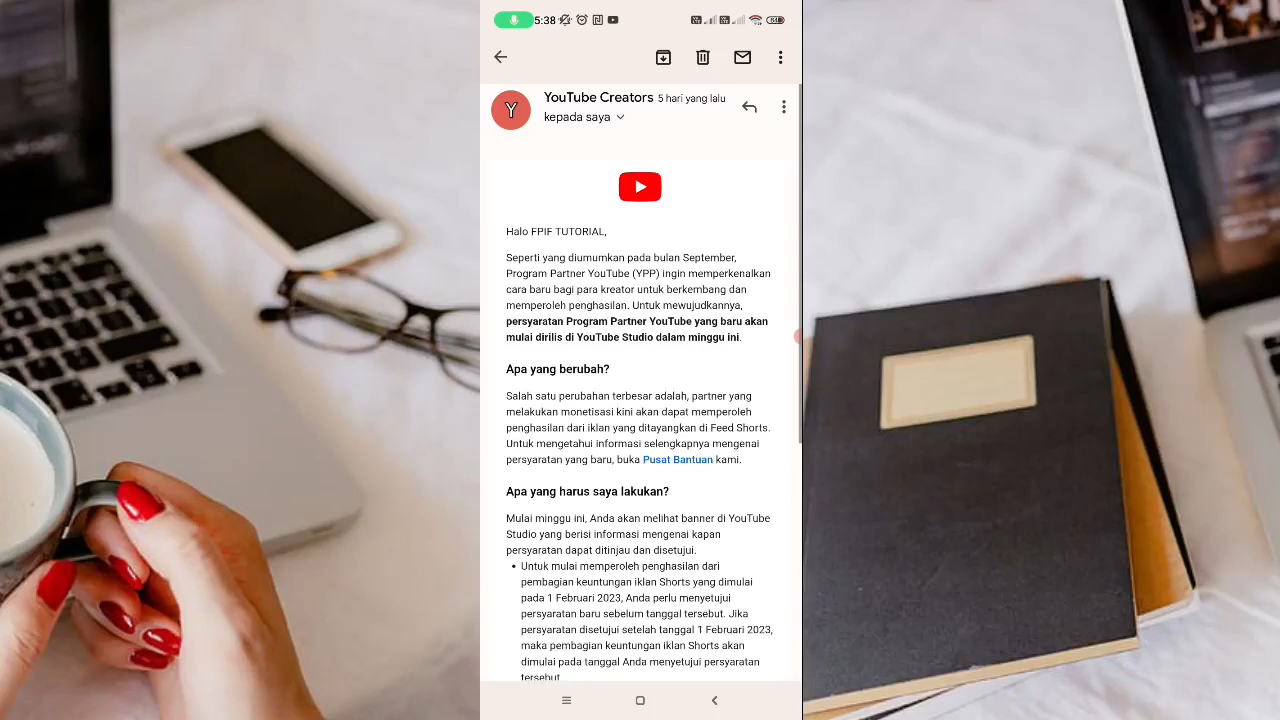 5:38
YouTube Creators 5 hari yang lalu
kepada saya
Y
Halo FPIF TUTORIAL,
Seperti yang diumumkan pada bulan September,
Program Partner YouTube (YPP) ingin memperkenalkan
cara baru bagi para kreator untuk berkembang dan
memperoleh penghasilan. Untuk mewujudkannya,
persyaratan Program Partner YouTube yang baru akan
mulai dirilis di YouTube Studio dalam minggu ini.
Apa yang berubah?
Salah satu perubahan terbesar adalah, partner yang
melakukan monetisasi kini akan dapat memperoleh
penghasilan dari iklan yang ditayangkan di Feed Shorts.
Untuk mengetahui informasi selengkapnya mengenai
persyaratan yang baru, buka Pusat Bantuan kami.
Apa yang harus saya lakukan?
Mulai minggu ini, Anda akan melihat banner di YouTube
Studio yang berisi informasi mengenai kapan
persyaratan dapat ditinjau dan disetujui.
• Untuk mulai memperoleh penghasilan dari
pembagian keuntungan iklan Shorts yang dimulai
pada 1 Februari 2023, Anda perlu menyetujui
persyaratan baru sebelum tanggal tersebut. Jika
persyaratan disetujui setelah tanggal 1 Februari 2023,
maka pembagian keuntungan iklan Shorts akan
dimulai pada tanggal Anda menyetujui persyaratan
tersebut